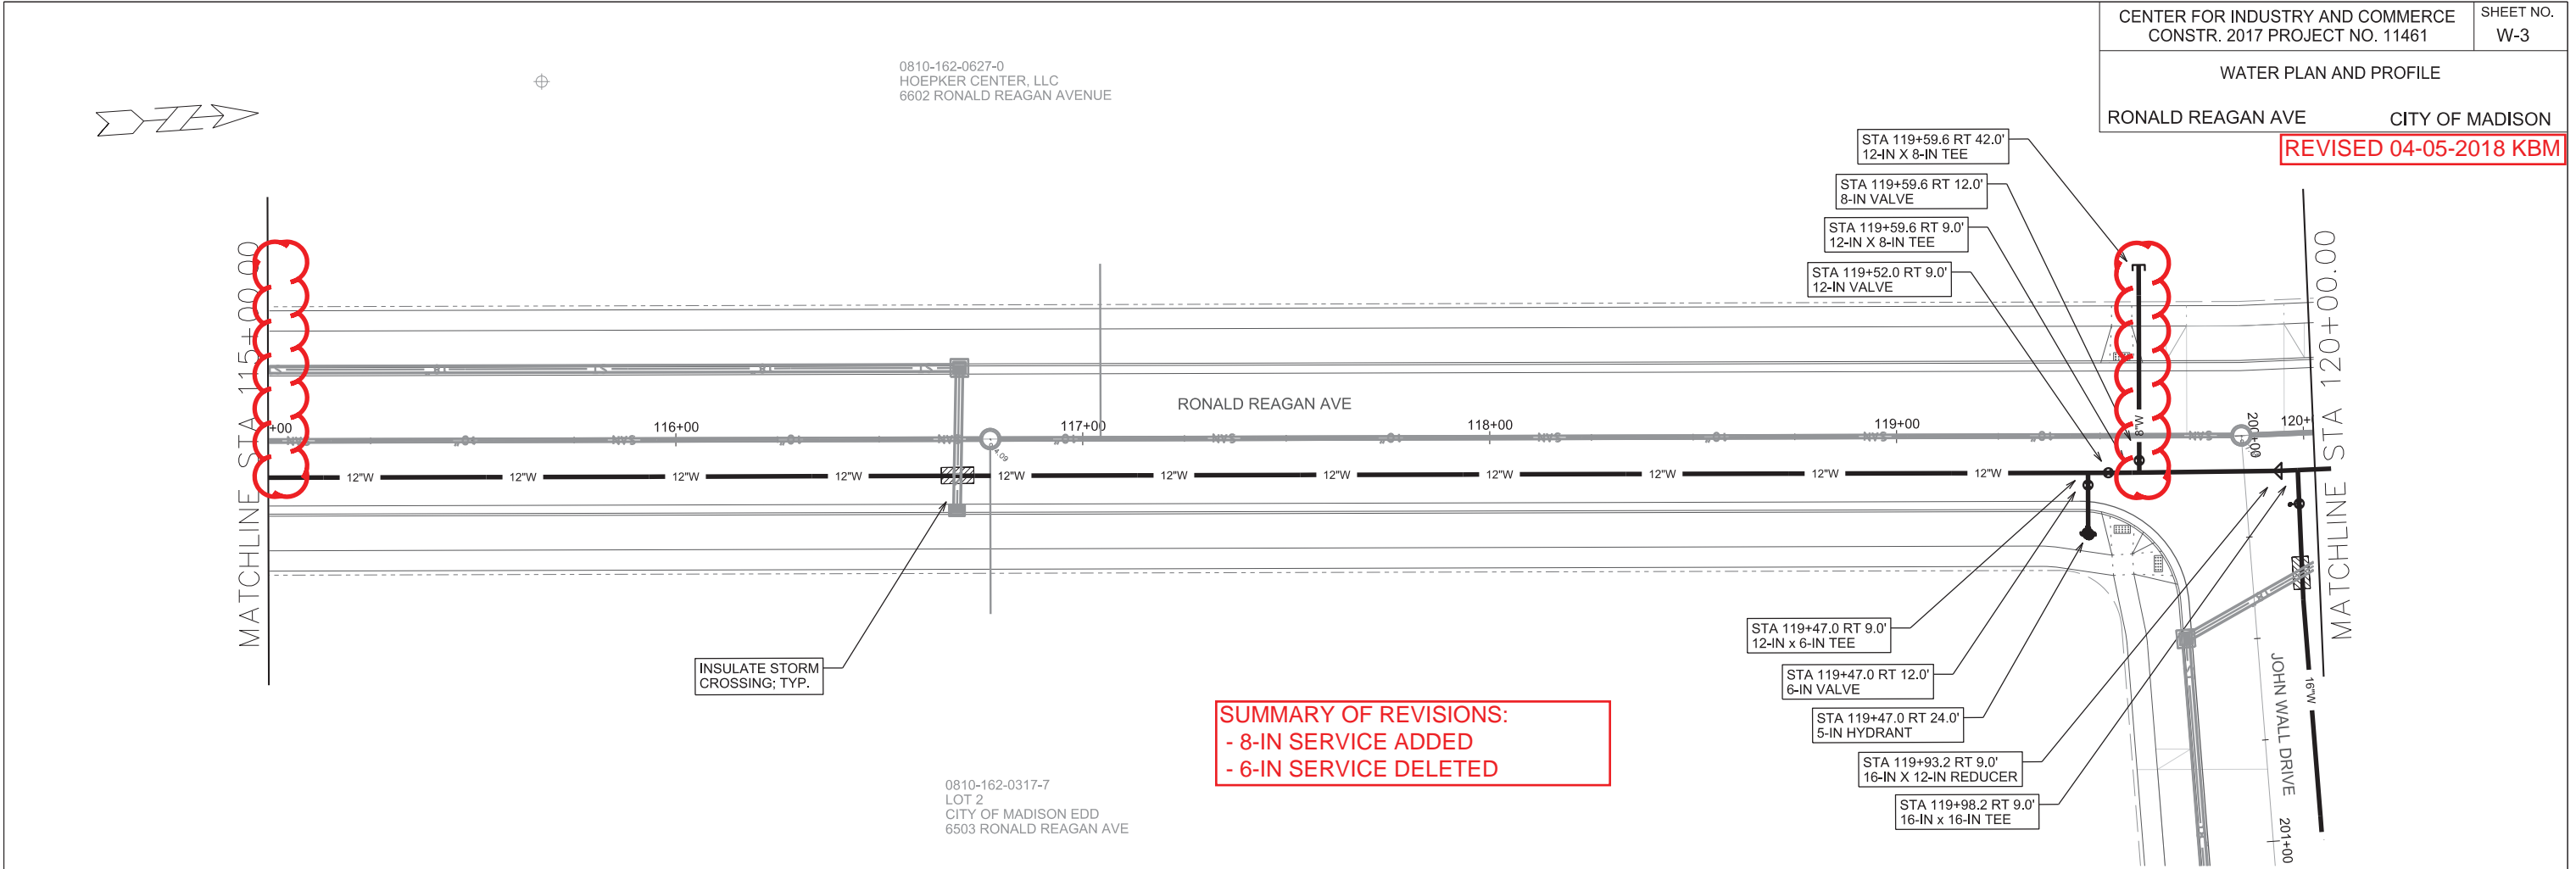 CENTER FOR INDUSTRY AND COMMERCE
CONSTR. 2017 PROJECT NO. 11461
SHEET NO.
W-3
WATER PLAN AND PROFILE
RONALD REAGAN AVE
CITY OF MADISON
REVISED 04-05-2018 KBM
0810-162-0627-0
HOEPKER CENTER, LLC
6602 RONALD REAGAN AVENUE
STA 119+59.6 RT 42.0'
12-IN X 8-IN TEE
STA 119+59.6 RT 12.0'
8-IN VALVE
STA 119+59.6 RT 9.0'
12-IN X 8-IN TEE
STA 119+52.0 RT 9.0'
12-IN VALVE
MATCHLINE STA 115+00.00
MATCHLINE STA 120+00.00
RONALD REAGAN AVE
+00
116+00
117+00
118+00
119+00
200+00
120+
8"W
12"W
12"W
12"W
12"W
12"W
12"W
12"W
12"W
12"W
12"W
12"W
STA 119+47.0 RT 9.0'
12-IN x 6-IN TEE
STA 119+47.0 RT 12.0'
6-IN VALVE
STA 119+47.0 RT 24.0'
5-IN HYDRANT
STA 119+93.2 RT 9.0'
16-IN X 12-IN REDUCER
STA 119+98.2 RT 9.0'
16-IN x 16-IN TEE
INSULATE STORM
CROSSING; TYP.
SUMMARY OF REVISIONS:
- 8-IN SERVICE ADDED
- 6-IN SERVICE DELETED
0810-162-0317-7
LOT 2
CITY OF MADISON EDD
6503 RONALD REAGAN AVE
JOHN WALL DRIVE
16"W
201+00